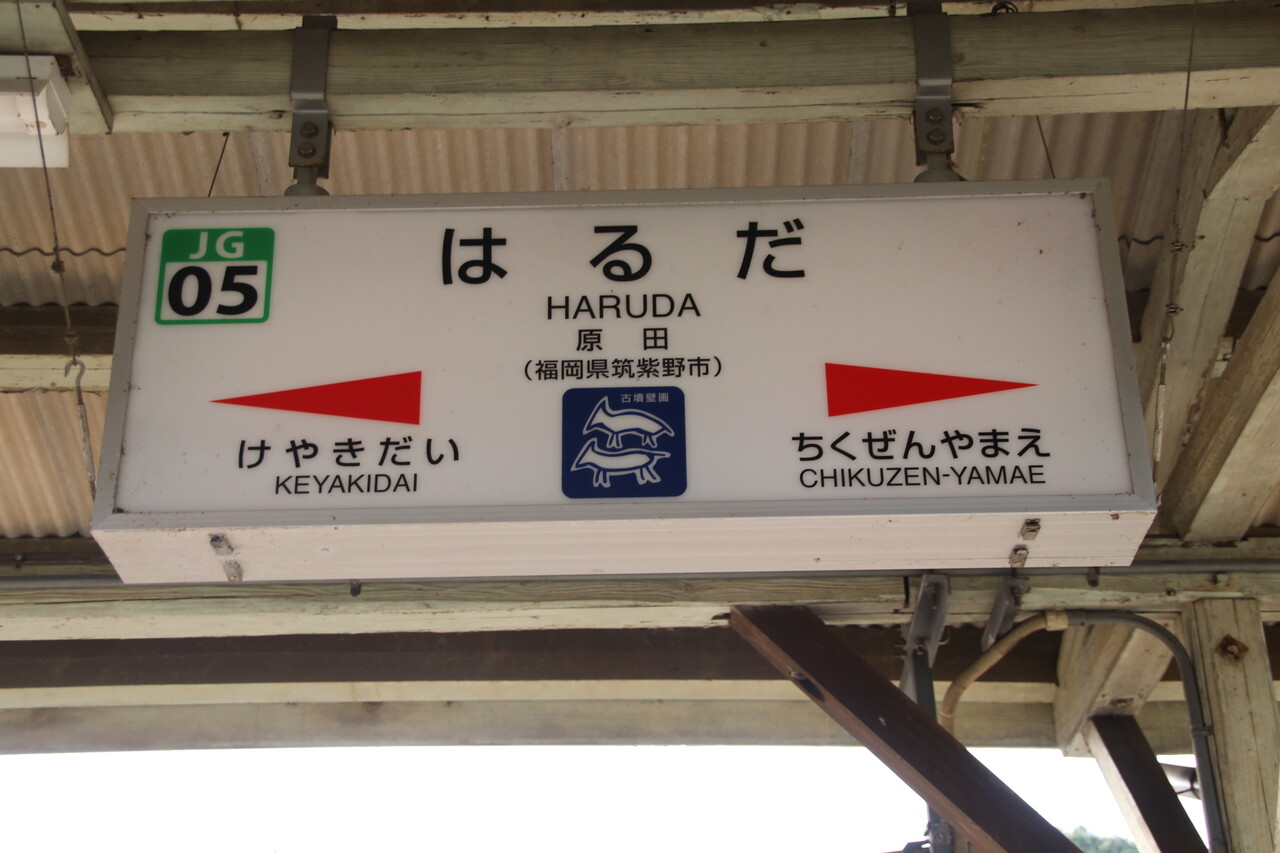 JG
05
はるだ
HARUDA
原田
(福岡県筑紫野市)
古墳壁画
けやきだい
KEYAKIDAI
ちくぜんやまえ
CHIKUZEN-YAMAE